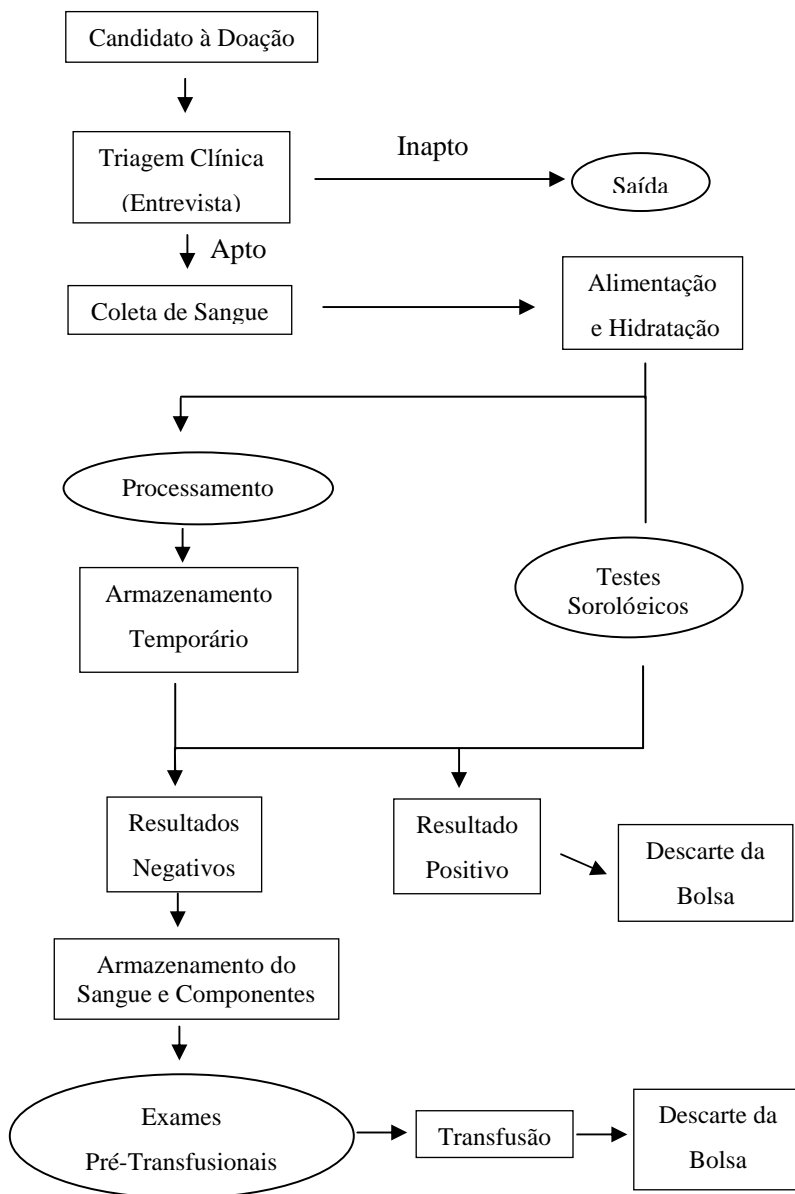 Candidato à Doação
Triagem Clínica
(Entrevista)
Inapto
Saída
Apto
Coleta de Sangue
Alimentação
e Hidratação
Processamento
Armazenamento
Temporário
Testes
Sorológicos
Resultados
Negativos
Resultado
Positivo
Descarte da
Bolsa
Armazenamento do
Sangue e Componentes
Exames
Pré-Transfusionais
Transfusão
Descarte da
Bolsa